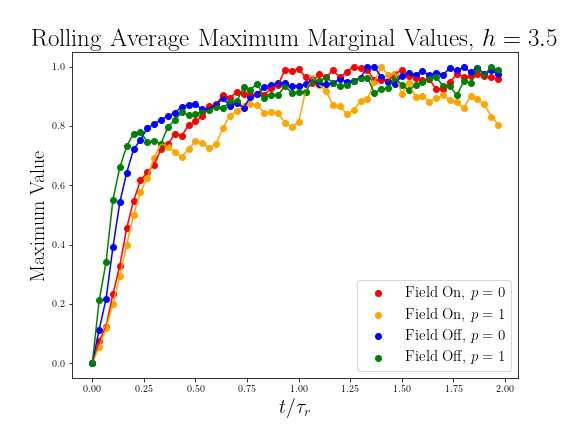 Rolling Average Maximum Marginal Values, h = 3.5
Maximum Value
1.0
0.8
0.6
0.4
0.2
0.0
0.00 0.25 0.50 0.75 1.00 1.25 1.50 1.75 2.00
t/τr
Field On, p = 0
Field On, p = 1
Field Off, p = 0
Field Off, p = 1